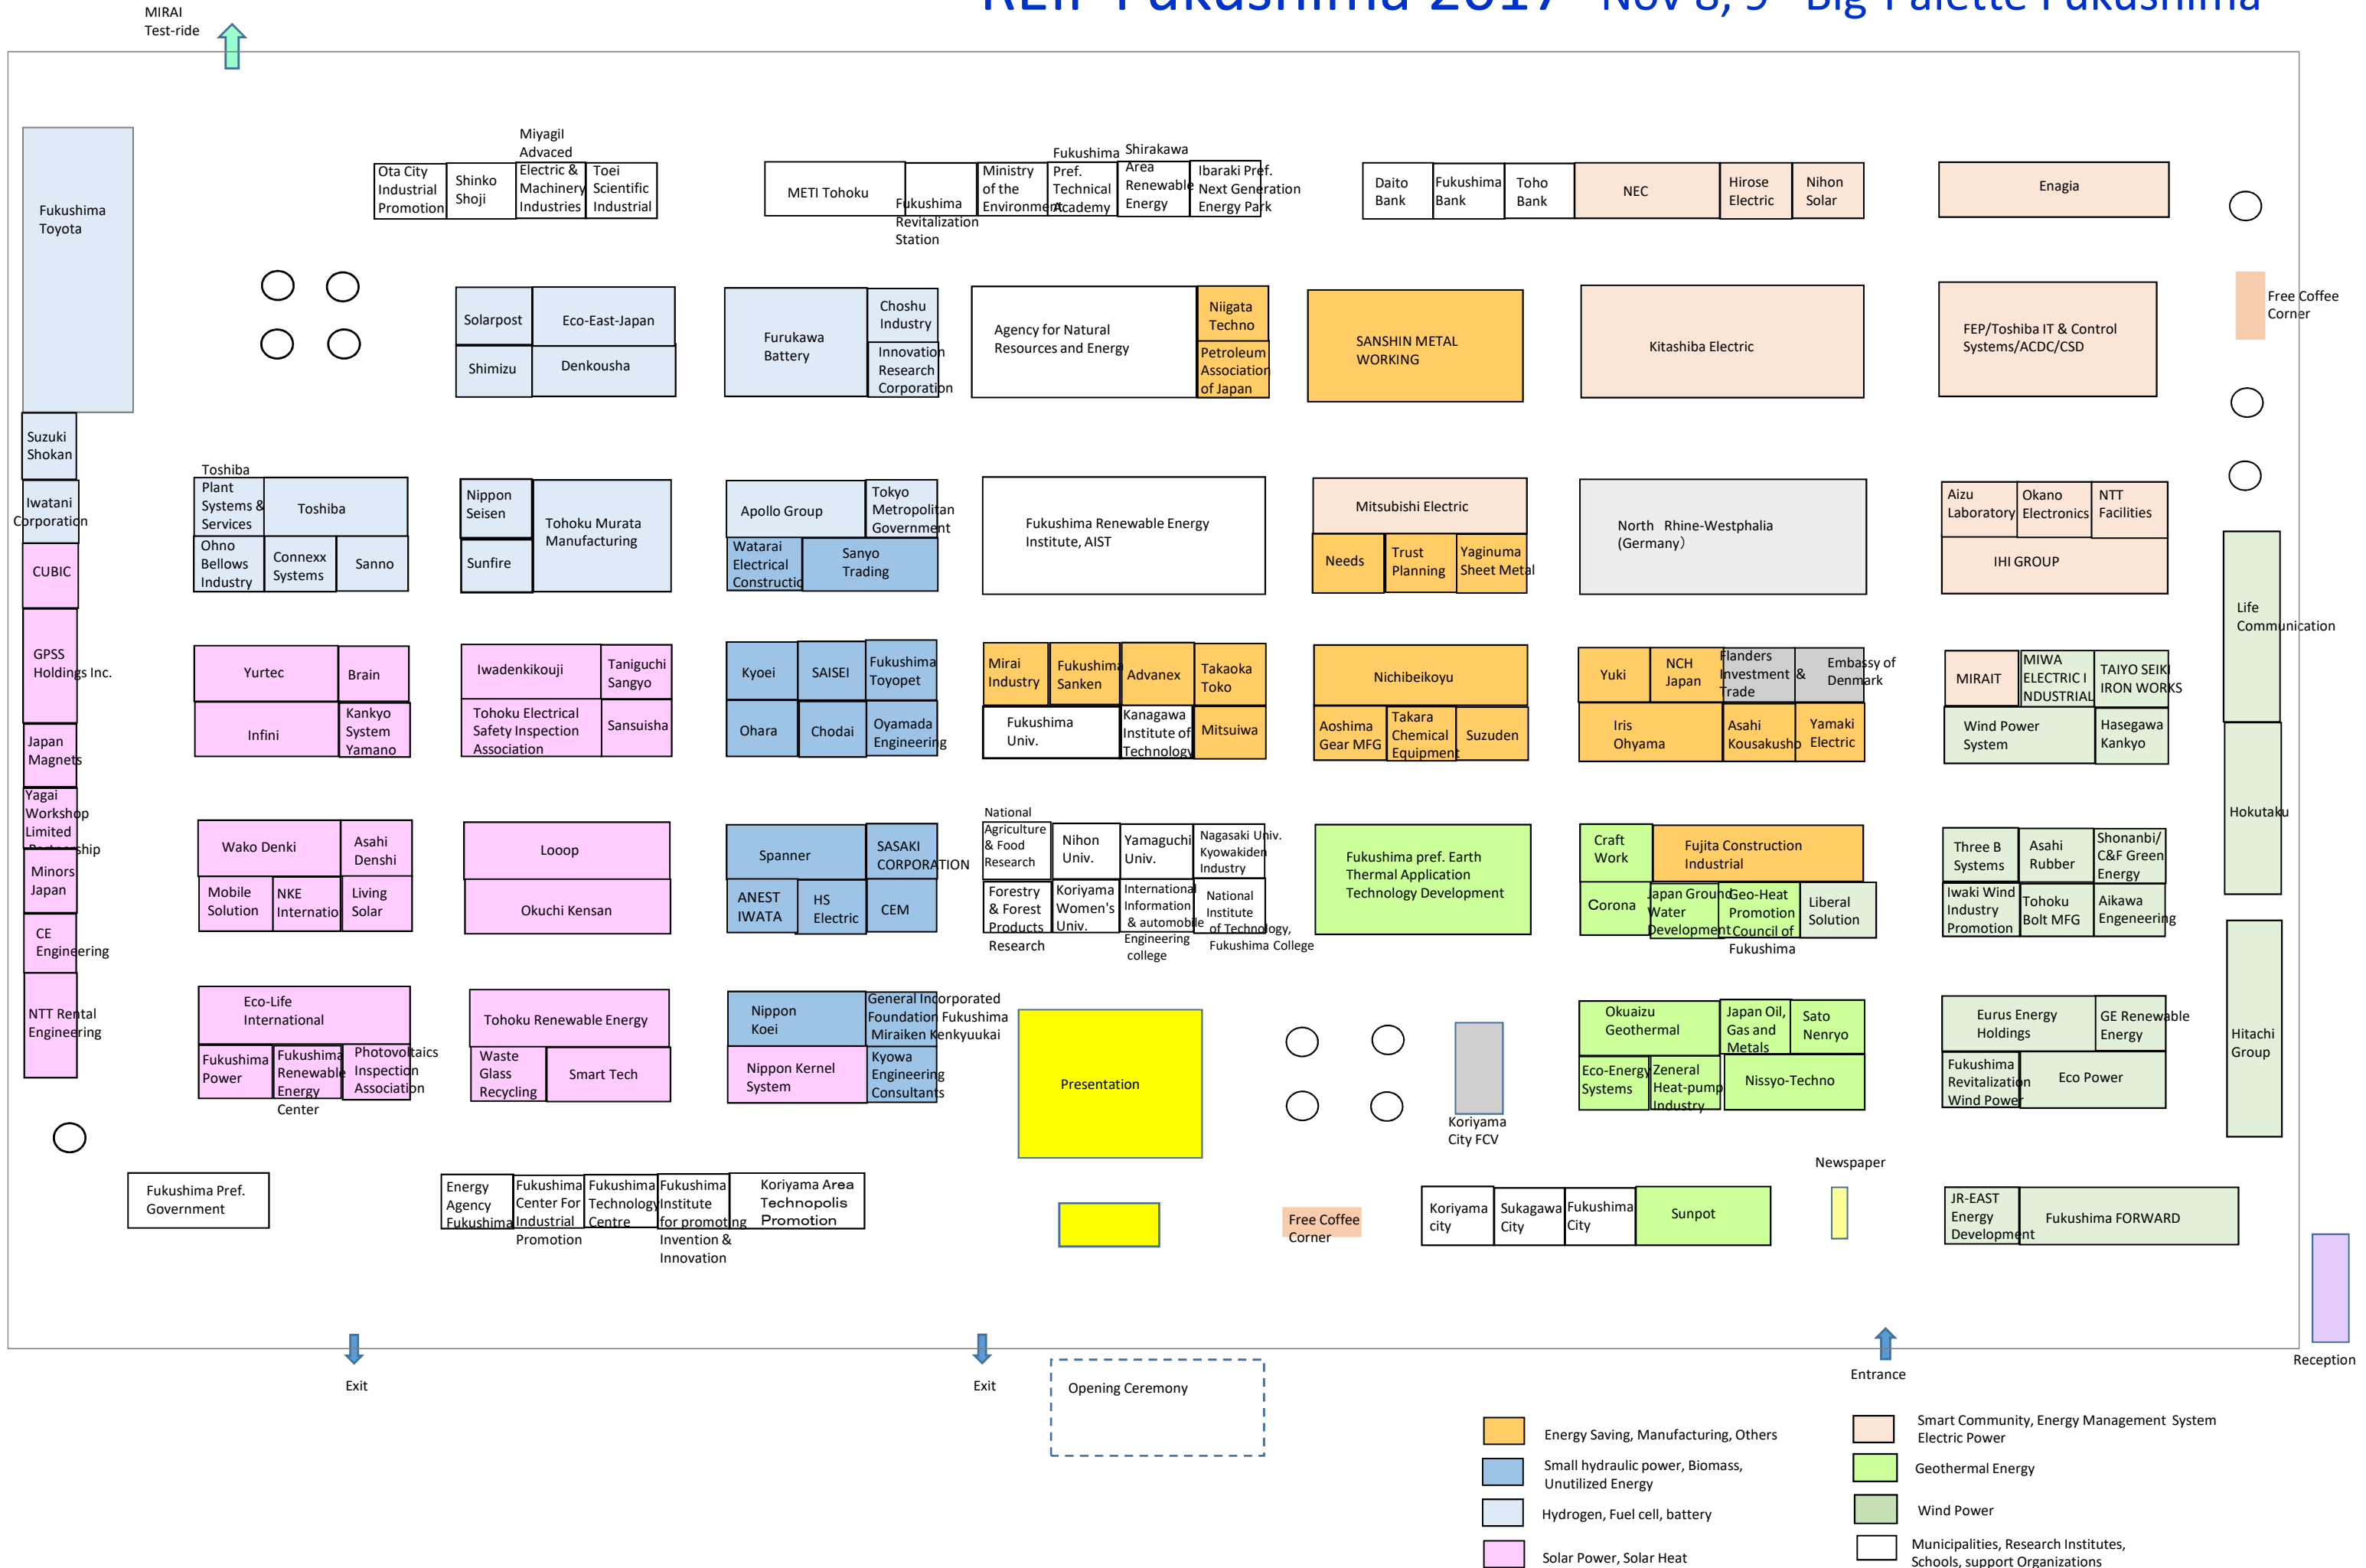 REIF Fukushima 2017 Nov 8, 9 Big Palette Fukushima
MIRAI
Test-ride
Fukushima
Toyota
Ota City
Industrial
Promotion
Shinko
Shoji
Miyagil
Advaced
Electric &
Machinery
Industries
Toei
Scientific
Industrial
METI Tohoku
Fukushima
Revitalization
Station
Ministry
of the
Environment
Fukushima
Pref.
Technical
Academy
Shirakawa
Area
Renewable
Energy
Ibaraki Pref.
Next Generation
Energy Park
Daito
Bank
Fukushima
Bank
Toho
Bank
NEC
Hirose
Electric
Nihon
Solar
Enagia
Solarpost
Eco-East-Japan
Shimizu
Denkousha
Furukawa
Battery
Choshu
Industry
Innovation
Research
Corporation
Agency for Natural
Resources and Energy
Niigata
Techno
Petroleum
Association
of Japan
SANSHIN METAL
WORKING
Kitashiba Electric
FEP/Toshiba IT & Control
Systems/ACDC/CSD
Free Coffee
Corner
Suzuki
Shokan
Iwatani
Corporation
CUBIC
GPSS
Holdings Inc.
Japan
Magnets
Yagai
Workshop
Limited
Partnership
Minors
Japan
CE
Engineering
NTT Rental
Engineering
Toshiba
Plant
Systems &
Services
Toshiba
Ohno
Bellows
Industry
Connexx
Systems
Sanno
Nippon
Seisen
Sunfire
Tohoku Murata
Manufacturing
Apollo Group
Tokyo
Metropolitan
Government
Watarai
Electrical
Constructio
Sanyo
Trading
Fukushima Renewable Energy
Institute, AIST
Mitsubishi Electric
Needs
Trust
Planning
Yaginuma
Sheet Metal
North Rhine-Westphalia
(Germany）
Aizu
Laboratory
Okano
Electronics
NTT
Facilities
IHI GROUP
Life
Communication
Hokutaku
Hitachi
Group
Yurtec
Brain
Infini
Kankyo
System
Yamano
Iwadenkikouji
Taniguchi
Sangyo
Tohoku Electrical
Safety Inspection
Association
Sansuisha
Kyoei
SAISEI
Fukushima
Toyopet
Ohara
Chodai
Oyamada
Engineering
Mirai
Industry
Fukushima
Sanken
Advanex
Takaoka
Toko
Fukushima
Univ.
Kanagawa
Institute of
Technology
Mitsuiwa
Nichibeikoyu
Aoshima
Gear MFG
Takara
Chemical
Equipment
Suzuden
Yuki
NCH
Japan
Flanders
Investment &
Trade
Embassy of
Denmark
Iris
Ohyama
Asahi
Kousakusho
Yamaki
Electric
MIRAIT
MIWA
ELECTRIC I
NDUSTRIAL
TAIYO SEIKI
IRON WORKS
Wind Power
System
Hasegawa
Kankyo
Wako Denki
Asahi
Denshi
Mobile
Solution
NKE
Internatio
Living
Solar
Looop
Okuchi Kensan
Spanner
SASAKI
CORPORATION
ANEST
IWATA
HS
Electric
CEM
National
Agriculture
& Food
Research
Nihon
Univ.
Yamaguchi
Univ.
Nagasaki Univ.
Kyowakiden
Industry
Forestry
& Forest
Products
Research
Koriyama
Women's
Univ.
International
Information
& automobile
Engineering
college
National
Institute
of Technology,
Fukushima College
Fukushima pref. Earth
Thermal Application
Technology Development
Craft
Work
Fujita Construction
Industrial
Corona
Japan Ground
Water
Development
Geo-Heat
Promotion
Council of
Fukushima
Liberal
Solution
Three B
Systems
Asahi
Rubber
Shonanbi/
C&F Green
Energy
Iwaki Wind
Industry
Promotion
Tohoku
Bolt MFG
Aikawa
Engeneering
Eco-Life
International
Fukushima
Power
Fukushima
Renewable
Energy
Center
Photovoltaics
Inspection
Association
Tohoku Renewable Energy
Waste
Glass
Recycling
Smart Tech
Nippon
Koei
General Incorporated
Foundation Fukushima
Miraiken Kenkyuukai
Nippon Kernel
System
Kyowa
Engineering
Consultants
Presentation
Koriyama
City FCV
Okuaizu
Geothermal
Japan Oil,
Gas and
Metals
Sato
Nenryo
Eco-Energy
Systems
Zeneral
Heat-pump
Industry
Nissyo-Techno
Eurus Energy
Holdings
GE Renewable
Energy
Fukushima
Revitalization
Wind Power
Eco Power
Fukushima Pref.
Government
Energy
Agency
Fukushima
Fukushima
Center For
Industrial
Promotion
Fukushima
Technology
Centre
Fukushima
Institute
for promoting
Invention &
Innovation
Koriyama Area
Technopolis
Promotion
Free Coffee
Corner
Koriyama
city
Sukagawa
City
Fukushima
City
Sunpot
Newspaper
JR-EAST
Energy
Development
Fukushima FORWARD
Exit
Exit
Opening Ceremony
Entrance
Reception
Energy Saving, Manufacturing, Others
Small hydraulic power, Biomass,
Unutilized Energy
Hydrogen, Fuel cell, battery
Solar Power, Solar Heat
Smart Community, Energy Management System
Electric Power
Geothermal Energy
Wind Power
Municipalities, Research Institutes,
Schools, support Organizations